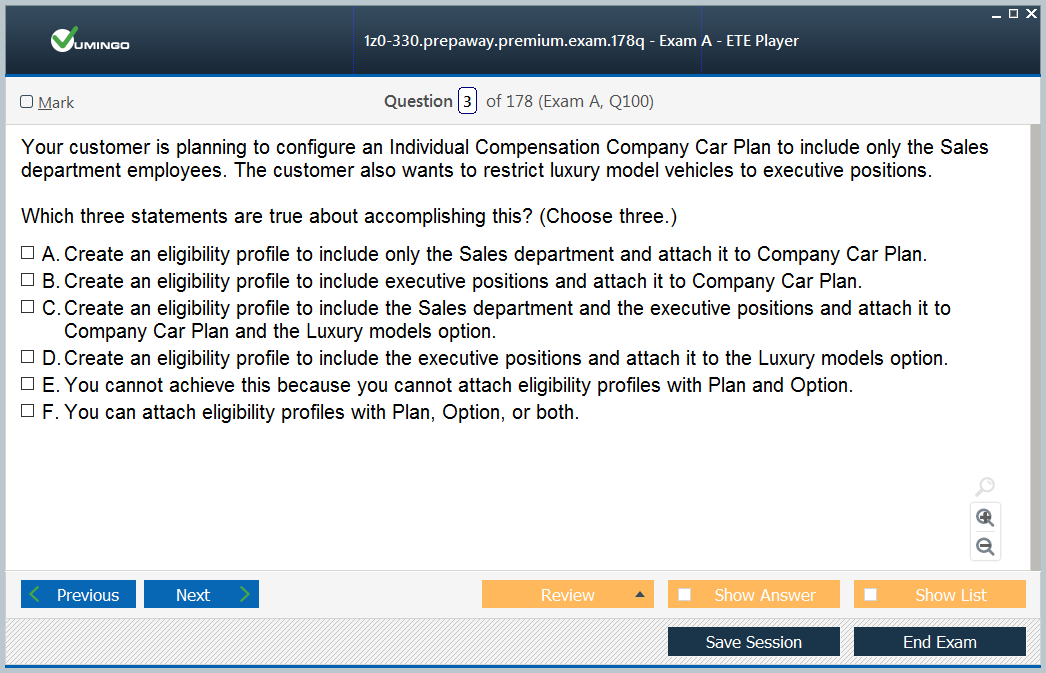 VUMINGO
1z0-330.prepaway.premium.exam.178q - Exam A - ETE Player
Mark
Question 3 of 178 (Exam A, Q100)
Your customer is planning to configure an Individual Compensation Company Car Plan to include only the Sales
department employees. The customer also wants to restrict luxury model vehicles to executive positions.
Which three statements are true about accomplishing this? (Choose three.)
A. Create an eligibility profile to include only the Sales department and attach it to Company Car Plan.
B. Create an eligibility profile to include executive positions and attach it to Company Car Plan.
C. Create an eligibility profile to include the Sales department and the executive positions and attach it to
Company Car Plan and the Luxury models option.
D. Create an eligibility profile to include the executive positions and attach it to the Luxury models option.
E. You cannot achieve this because you cannot attach eligibility profiles with Plan and Option.
F. You can attach eligibility profiles with Plan, Option, or both.
Previous
Next
Review
Show Answer
Show List
Save Session
End Exam